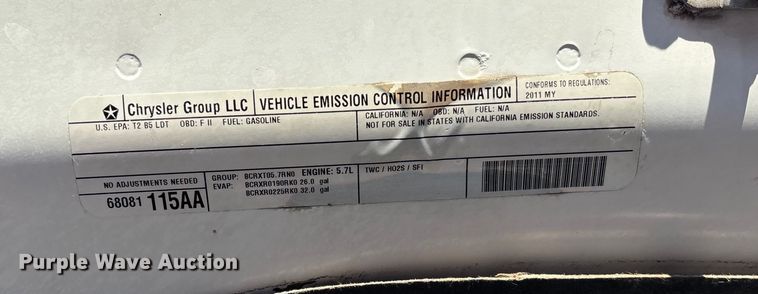 Chrysler Group LLC
VEHICLE EMISSION CONTROL INFORMATION
CONFORMS TO REGULATIONS:
2011 MY
U.S. EPA: T2 B5 LDT OBD: F II FUEL: GASOLINE
CALIFORNIA: N/A OBD: N/A FUEL: N/A
NOT FOR SALE IN STATES WITH CALIFORNIA EMISSION STANDARDS.
NO ADJUSTMENTS NEEDED
68081 115AA
GROUP: BCRXT05.7RN0 ENGINE: 5.7L
EVAP: BCRXR0190RK0 26.0 gal
BCRXR0225RK0 32.0 gal
TWC / HO2S / SFI
Purple Wave Auction